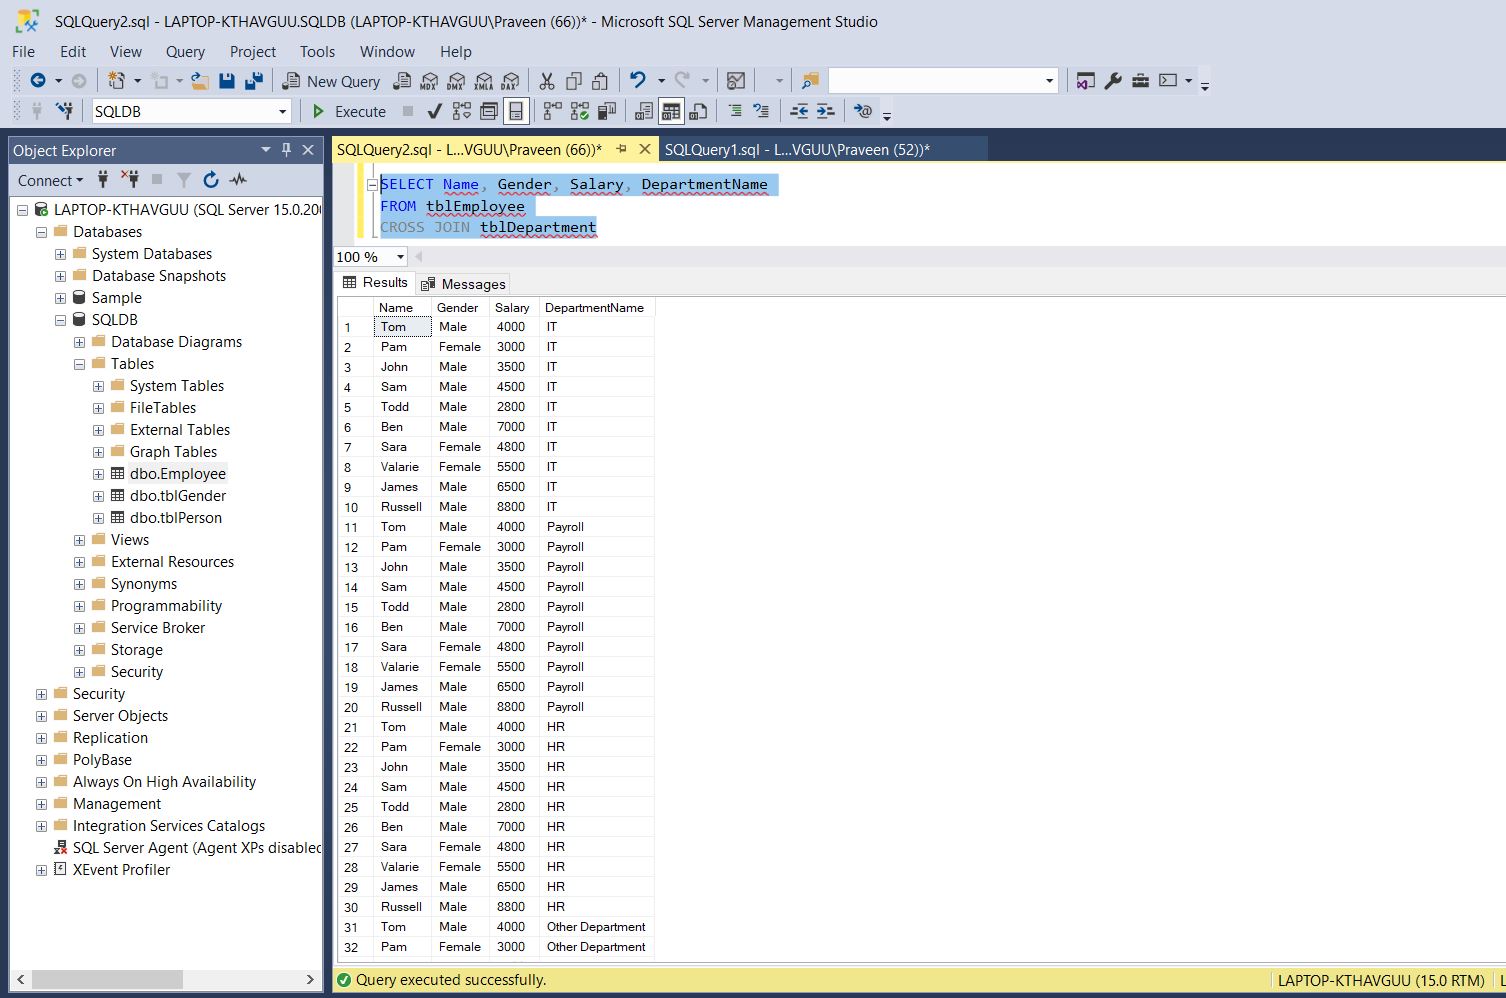 SQLQuery2.sql - LAPTOP-KTHAVGUU.SQLDB (LAPTOP-KTHAVGUU\Praveen (66))* - Microsoft SQL Server Management Studio
File Edit View Query Project Tools Window Help
New Query MDX DMX XMLA DAX
SQLDB Execute
Object Explorer
Connect
LAPTOP-KTHAVGUU (SQL Server 15.0.200
Databases
System Databases
Database Snapshots
Sample
SQLDB
Database Diagrams
Tables
System Tables
FileTables
External Tables
Graph Tables
dbo.Employee
dbo.tblGender
dbo.tblPerson
Views
External Resources
Synonyms
Programmability
Service Broker
Storage
Security
Security
Server Objects
Replication
PolyBase
Always On High Availability
Management
Integration Services Catalogs
SQL Server Agent (Agent XPs disabled
XEvent Profiler
SQLQuery2.sql - L...VGUU\Praveen (66))* SQLQuery1.sql - L...VGUU\Praveen (52))*
SELECT Name, Gender, Salary, DepartmentName
FROM tblEmployee
CROSS JOIN tblDepartment
100 %
Results Messages
Name Gender Salary DepartmentName
1 Tom Male 4000 IT
2 Pam Female 3000 IT
3 John Male 3500 IT
4 Sam Male 4500 IT
5 Todd Male 2800 IT
6 Ben Male 7000 IT
7 Sara Female 4800 IT
8 Valarie Female 5500 IT
9 James Male 6500 IT
10 Russell Male 8800 IT
11 Tom Male 4000 Payroll
12 Pam Female 3000 Payroll
13 John Male 3500 Payroll
14 Sam Male 4500 Payroll
15 Todd Male 2800 Payroll
16 Ben Male 7000 Payroll
17 Sara Female 4800 Payroll
18 Valarie Female 5500 Payroll
19 James Male 6500 Payroll
20 Russell Male 8800 Payroll
21 Tom Male 4000 HR
22 Pam Female 3000 HR
23 John Male 3500 HR
24 Sam Male 4500 HR
25 Todd Male 2800 HR
26 Ben Male 7000 HR
27 Sara Female 4800 HR
28 Valarie Female 5500 HR
29 James Male 6500 HR
30 Russell Male 8800 HR
31 Tom Male 4000 Other Department
32 Pam Female 3000 Other Department
Query executed successfully. LAPTOP-KTHAVGUU (15.0 RTM) L